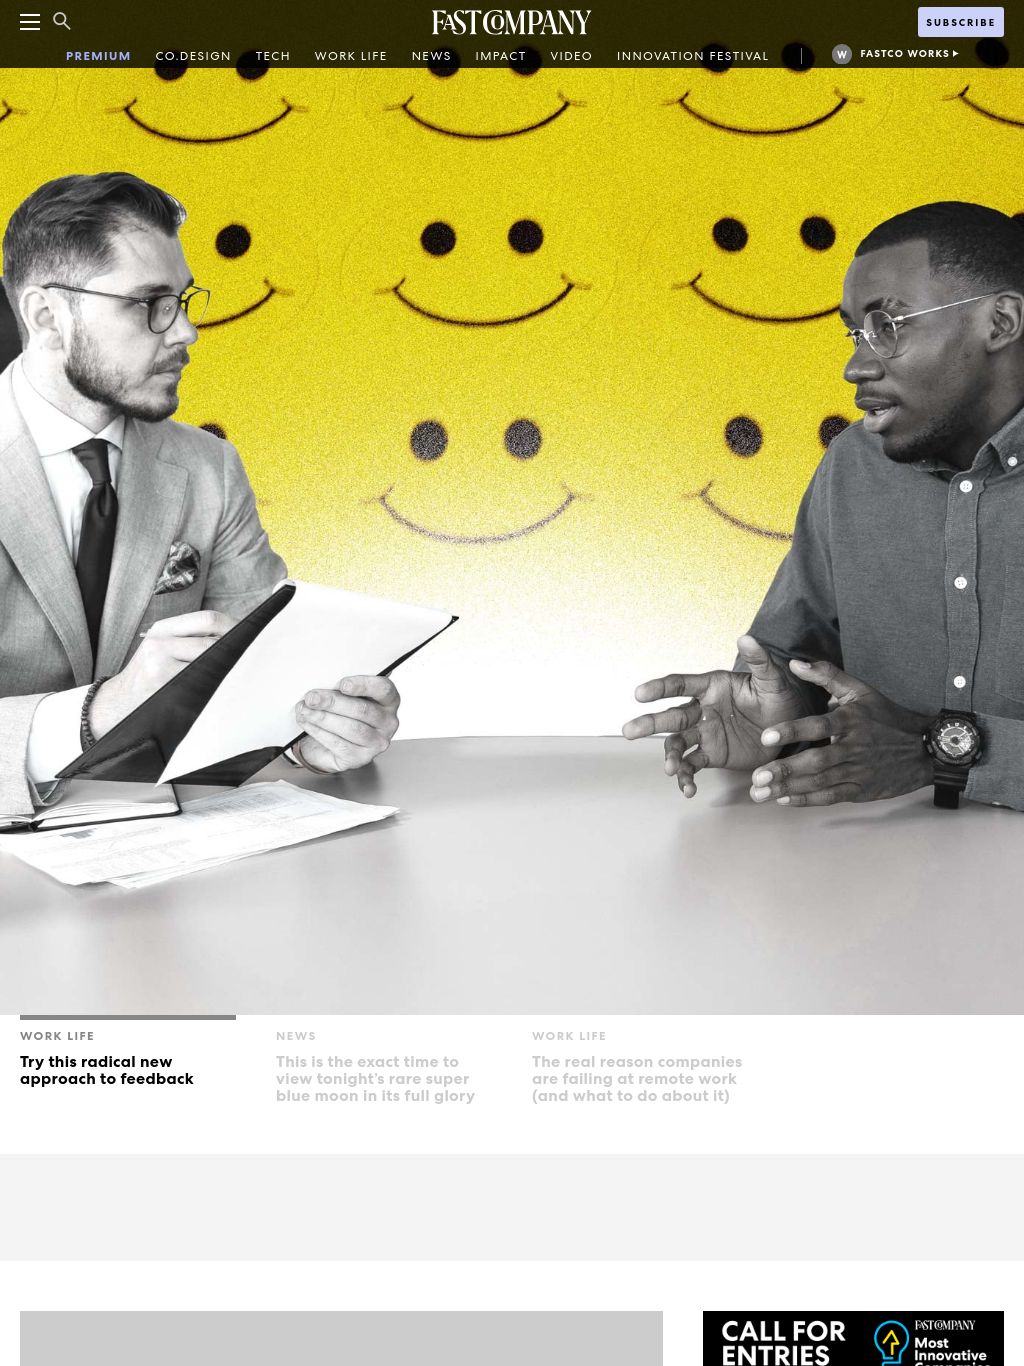 FAST COMPANY
SUBSCRIBE
PREMIUM CO.DESIGN TECH WORK LIFE NEWS IMPACT VIDEO INNOVATION FESTIVAL W FASTCO WORKS
WORK LIFE
Try this radical new
approach to feedback
NEWS
This is the exact time to
view tonight’s rare super
blue moon in its full glory
WORK LIFE
The real reason companies
are failing at remote work
(and what to do about it)
CALL FOR
ENTRIES
FAST COMPANY
Most
Innovative